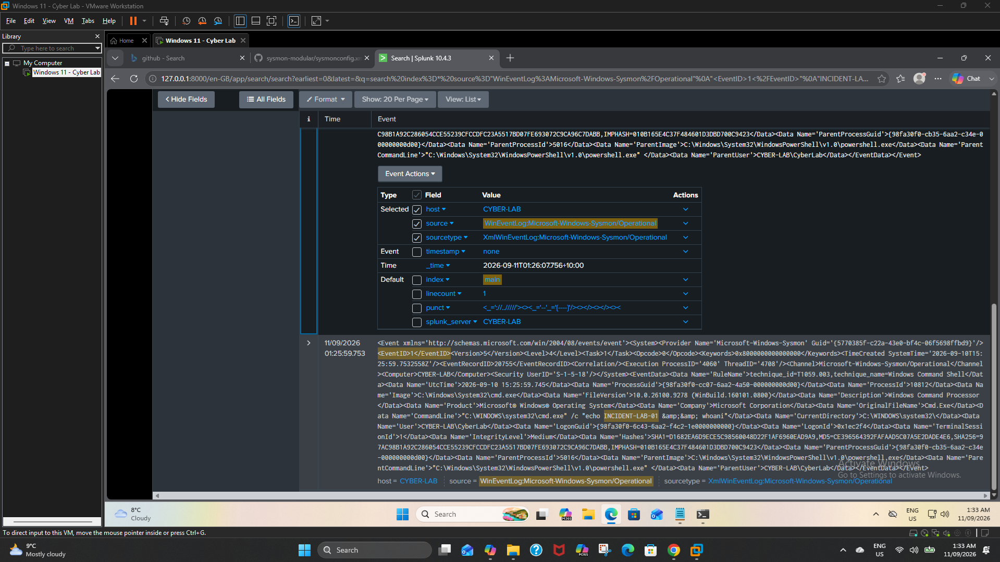 Windows 11 - Cyber Lab - VMware Workstation
File Edit View VM Tabs Help
Library
Type here to search
My Computer
Windows 11 - Cyber Lab
Home
Windows 11 - Cyber Lab
github - Search
sysmon-modular/sysmonconfig.xm
Search | Splunk 10.4.3
127.0.0.1:8000/en-GB/app/search/search?earliest=0&latest=&q=search%20index%3D*%20source%3D"WinEventLog%3AMicrosoft-Windows-Sysmon%2FOperational"%0A"<EventID>1<%2FEventID>"%0A"INCIDENT-LA...
Chat
< Hide Fields
All Fields
Format
Show: 20 Per Page
View: List
i Time Event
C98B1A92C286054CCE55239CFCCDFC23A5517BD07FE693072C9CA96C7DABB,IMPHASH=010B165E4C37F484601D3DBD700C9423</Data><Data Name='ParentProcessGuid'>{98fa30f0-cb35-6aa2-c34e-0
00000000d00}</Data><Data Name='ParentProcessId'>5016</Data><Data Name='ParentImage'>C:\Windows\System32\WindowsPowerShell\v1.0\powershell.exe</Data><Data Name='Parent
CommandLine'>"C:\Windows\System32\WindowsPowerShell\v1.0\powershell.exe" </Data><Data Name='ParentUser'>CYBER-LAB\CyberLab</Data></EventData></Event>
Event Actions
Type Field Value Actions
Selected host CYBER-LAB
source WinEventLog:Microsoft-Windows-Sysmon/Operational
sourcetype XmlWinEventLog:Microsoft-Windows-Sysmon/Operational
Event timestamp none
Time _time 2026-09-11T01:26:07.756+10:00
Default index main
linecount 1
punct <_='://../////'><><_='--'_='{----}'/><></><></><><
splunk_server CYBER-LAB
11/09/2026
01:25:59.753
<Event xmlns='http://schemas.microsoft.com/win/2004/08/events/event'><System><Provider Name='Microsoft-Windows-Sysmon' Guid='{5770385f-c22a-43e0-bf4c-06f5698ffbd9}'/>
<EventID>1</EventID><Version>5</Version><Level>4</Level><Task>1</Task><Opcode>0</Opcode><Keywords>0x8000000000000000</Keywords><TimeCreated SystemTime='2026-09-10T15:
25:59.7532558Z'/><EventRecordID>20755</EventRecordID><Correlation/><Execution ProcessID='4060' ThreadID='4708'/><Channel>Microsoft-Windows-Sysmon/Operational</Channel
><Computer>CYBER-LAB</Computer><Security UserID='S-1-5-18'/></System><EventData><Data Name='RuleName'>technique_id=T1059.003,technique_name=Windows Command Shell</Dat
a><Data Name='UtcTime'>2026-09-10 15:25:59.745</Data><Data Name='ProcessGuid'>{98fa30f0-cc07-6aa2-4a50-000000000d00}</Data><Data Name='ProcessId'>10812</Data><Data Na
me='Image'>C:\Windows\System32\cmd.exe</Data><Data Name='FileVersion'>10.0.26100.9278 (WinBuild.160101.0800)</Data><Data Name='Description'>Windows Command Processor
</Data><Data Name='Product'>Microsoft® Windows® Operating System</Data><Data Name='Company'>Microsoft Corporation</Data><Data Name='OriginalFileName'>Cmd.Exe</Data><D
ata Name='CommandLine'>"C:\WINDOWS\system32\cmd.exe" /c "echo INCIDENT-LAB-01 &amp;&amp; whoani"</Data><Data Name='CurrentDirectory'>C:\WINDOWS\system32\</Data><Data
Name='User'>CYBER-LAB\CyberLab</Data><Data Name='LogonGuid'>{98fa30f0-6c43-6aa2-f4c2-1e0000000000}</Data><Data Name='LogonId'>0x1ec2f4</Data><Data Name='TerminalSessi
onId'>1</Data><Data Name='IntegrityLevel'>Medium</Data><Data Name='Hashes'>SHA1=D1682EA6D9ECE5C98560048D22F1AF6960EAD9A9,MD5=CE396564392FAFAAD5C07A5E2DADE4E6,SHA256=9
7AC98B1A92C286054CCE55239CFCCDFC23A5517BD07FE693072C9CA96C7DABB,IMPHASH=010B165E4C37F484601D3DBD700C9423</Data><Data Name='ParentProcessGuid'>{98fa30f0-cb35-6aa2-c34e
-000000000d00}</Data><Data Name='ParentProcessId'>5016</Data><Data Name='ParentImage'>C:\Windows\System32\WindowsPowerShell\v1.0\powershell.exe</Data><Data Name='Pare
ntCommandLine'>"C:\Windows\System32\WindowsPowerShell\v1.0\powershell.exe" </Data><Data Name='ParentUser'>CYBER-LAB\CyberLab</Data></EventData></Event>
host = CYBER-LAB source = WinEventLog:Microsoft-Windows-Sysmon/Operational sourcetype = XmlWinEventLog:Microsoft-Windows-Sysmon/Operational
Activate Windows
Go to Settings to activate Windows.
8°C
Cloudy
Search
M365
ENG
US
1:33 AM
11/09/2026
To direct input to this VM, move the mouse pointer inside or press Ctrl+G.
9°C
Mostly cloudy
Search
M365
ENG
US
1:33 AM
11/09/2026